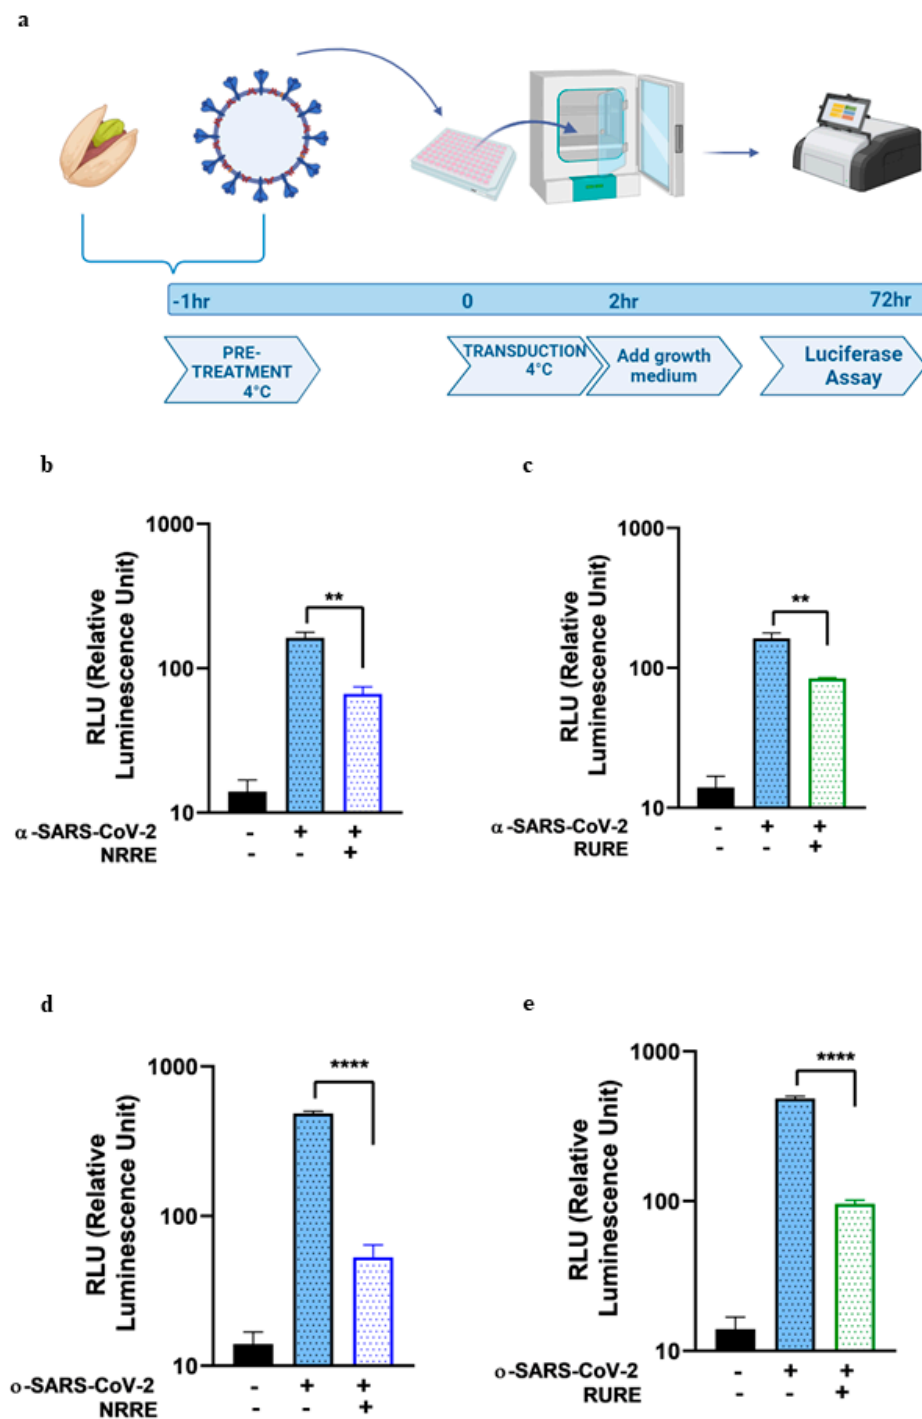 a
-1hr 0 2hr 72hr
PRE-
TREATMENT
4°C
TRANSDUCTION
4°C
Add growth
medium
Luciferase
Assay
b
RLU (Relative
Luminescence Unit)
1000
100
10
**
α-SARS-CoV-2 - + +
NRRE - - +
c
RLU (Relative
Luminescence Unit)
1000
100
10
**
α-SARS-CoV-2 - + +
RURE - - +
d
RLU (Relative
Luminescence Unit)
1000
100
10
****
ο-SARS-CoV-2 - + +
NRRE - - +
e
RLU (Relative
Luminescence Unit)
1000
100
10
****
ο-SARS-CoV-2 - + +
RURE - - +